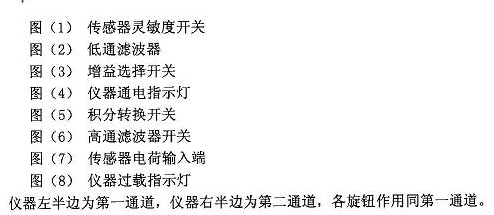 图（1） 传感器灵敏度开关
图（2） 低通滤波器
图（3） 增益选择开关
图（4） 仪器通电指示灯
图（5） 积分转换开关
图（6） 高通滤波器开关
图（7） 传感器电荷输入端
图（8） 仪器过载指示灯
仪器左半边为第一通道，仪器右半边为第二通道，各旋钮作用同第一通道。